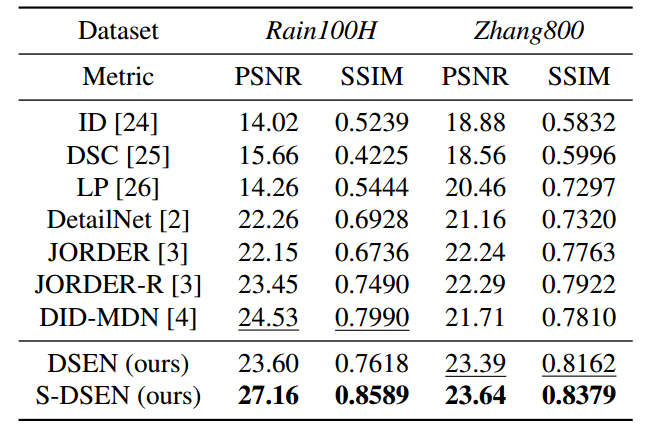 Dataset Rain100H Zhang800
Metric PSNR SSIM PSNR SSIM
ID [24] 14.02 0.5239 18.88 0.5832
DSC [25] 15.66 0.4225 18.56 0.5996
LP [26] 14.26 0.5444 20.46 0.7297
DetailNet [2] 22.26 0.6928 21.16 0.7320
JORDER [3] 22.15 0.6736 22.24 0.7763
JORDER-R [3] 23.45 0.7490 22.29 0.7922
DID-MDN [4] 24.53 0.7990 21.71 0.7810
DSEN (ours) 23.60 0.7618 23.39 0.8162
S-DSEN (ours) 27.16 0.8589 23.64 0.8379